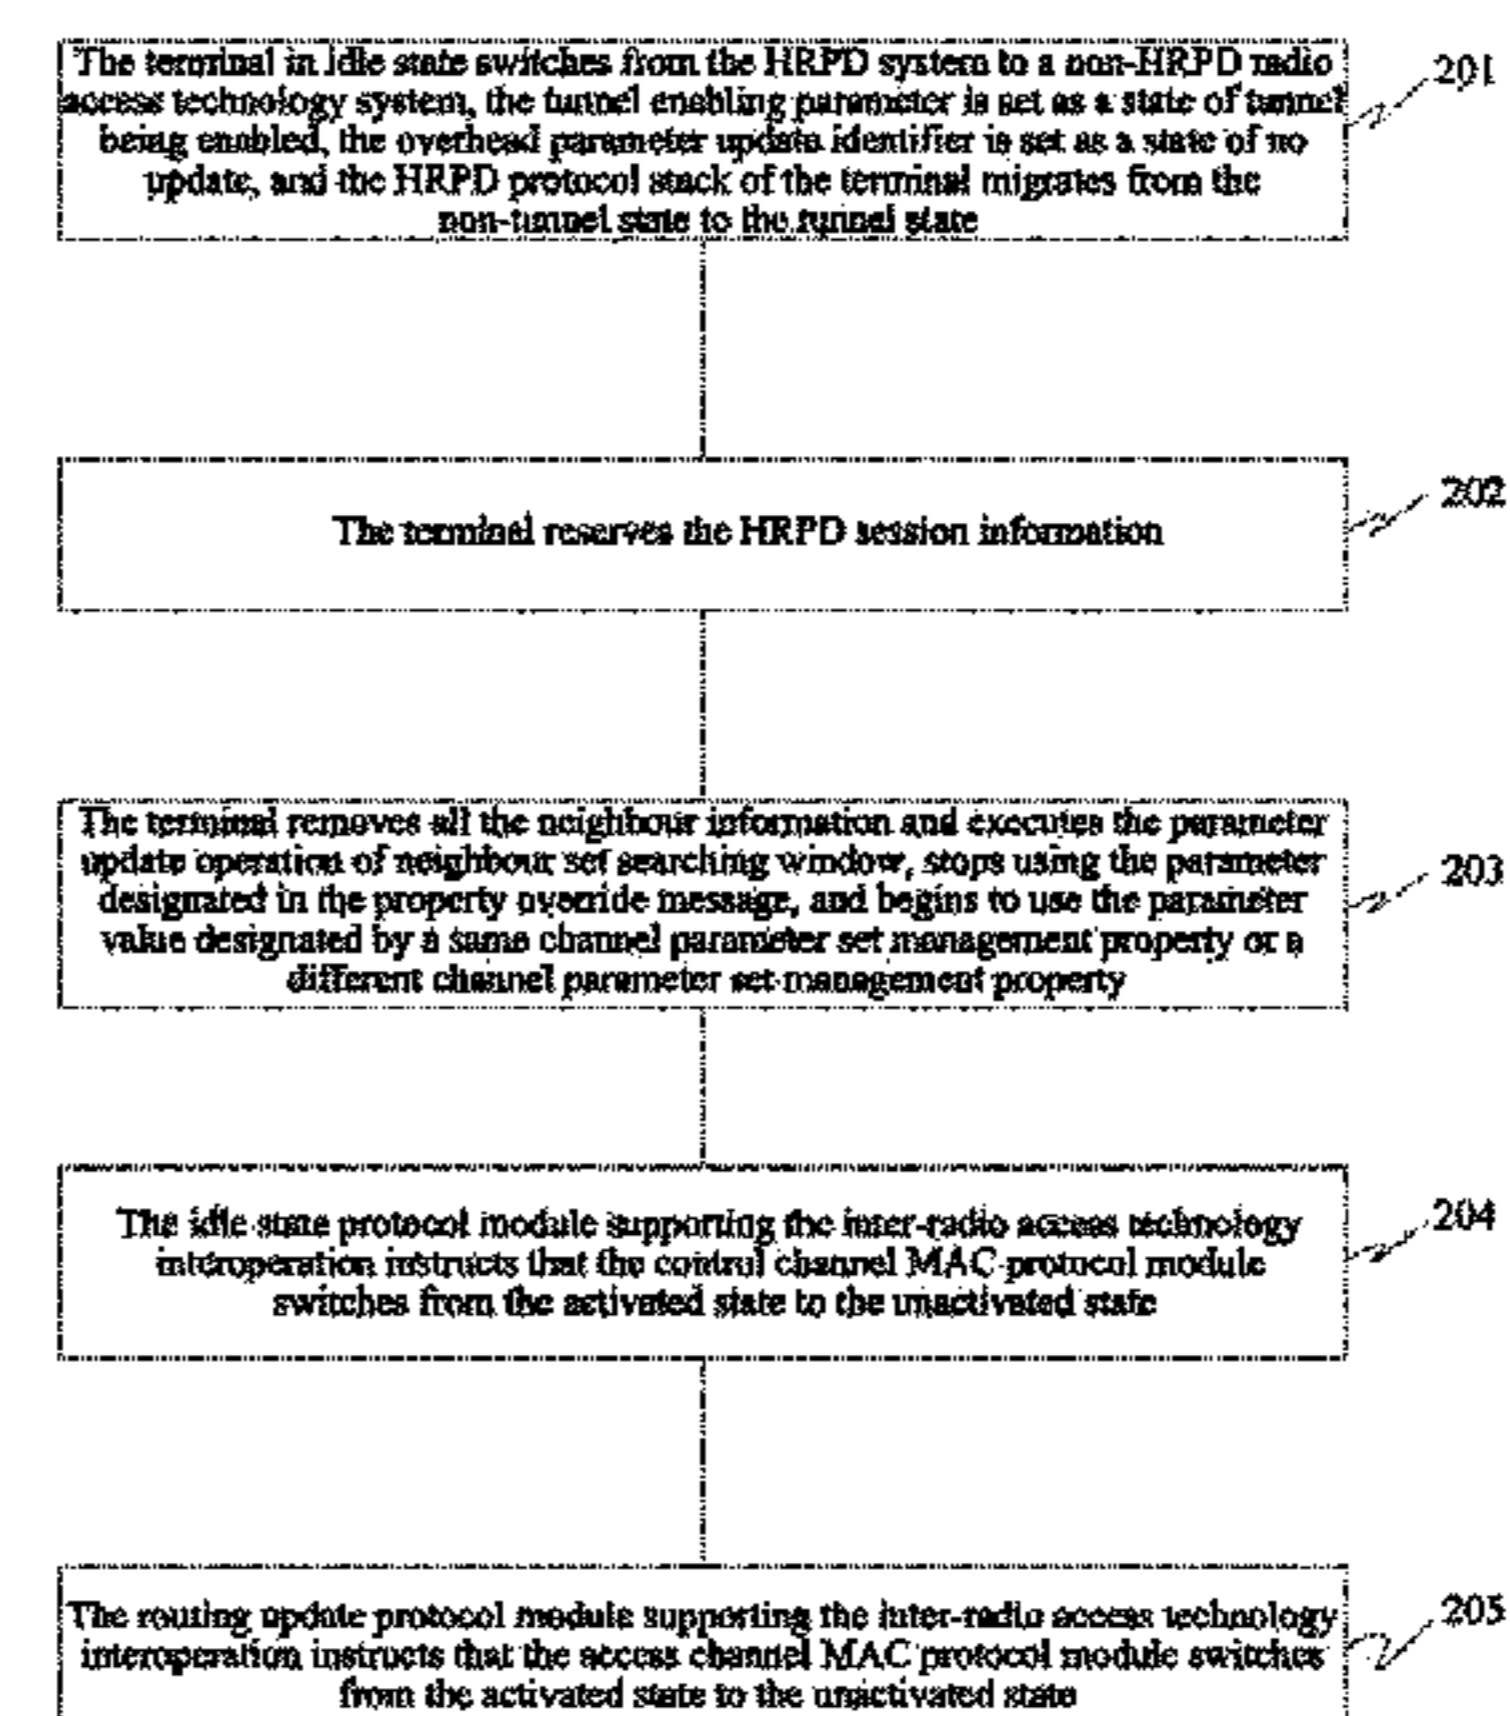 The terminal in idle state switches from the HRPD system to a non-HRPD radio
access technology system, the tunnel enabling parameter is set as a state of tunnel
being enabled, the overhead parameter update identifier is set as a state of no
update, and the HRPD protocol stack of the terminal migrates from the
non-tunnel state to the tunnel state
201
The terminal reserves the HRPD session information
202
The terminal removes all the neighbour information and executes the parameter
update operation of neighbour set searching window, stops using the parameter
designated in the property override message, and begins to use the parameter
value designated by a same channel parameter set management property or a
different channel parameter set management property
203
The idle state protocol module supporting the inter-radio access technology
interoperation instructs that the control channel MAC protocol module
switches from the activated state to the unactivated state
204
The routing update protocol module supporting the inter-radio access technology
interoperation instructs that the access channel MAC protocol module switches
from the activated state to the unactivated state
205